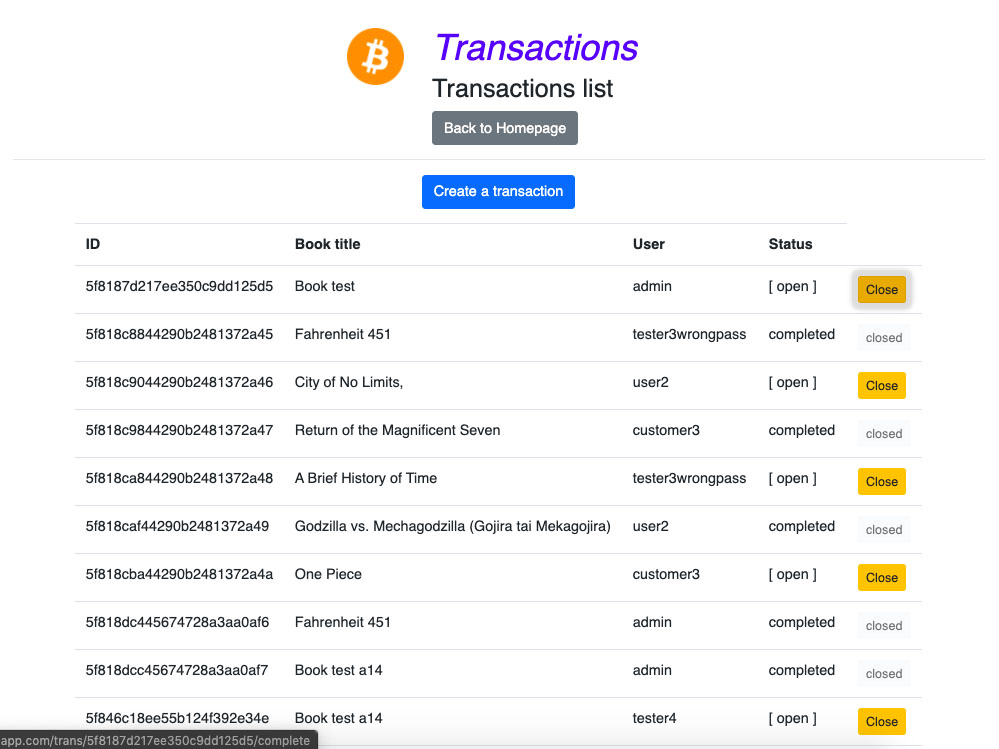 Transactions
Transactions list
Back to Homepage
Create a transaction
ID Book title User Status
5f8187d217ee350c9dd125d5 Book test admin [ open ] Close
5f818c8844290b2481372a45 Fahrenheit 451 tester3wrongpass completed closed
5f818c9044290b2481372a46 City of No Limits, user2 [ open ] Close
5f818c9844290b2481372a47 Return of the Magnificent Seven customer3 completed closed
5f818ca844290b2481372a48 A Brief History of Time tester3wrongpass [ open ] Close
5f818caf44290b2481372a49 Godzilla vs. Mechagodzilla (Gojira tai Mekagojira) user2 completed closed
5f818cba44290b2481372a4a One Piece customer3 [ open ] Close
5f818dc445674728a3aa0af6 Fahrenheit 451 admin completed closed
5f818dcc45674728a3aa0af7 Book test a14 admin completed closed
5f846c18ee55b124f392e34e Book test a14 tester4 [ open ] Close
app.com/trans/5f8187d217ee350c9dd125d5/complete